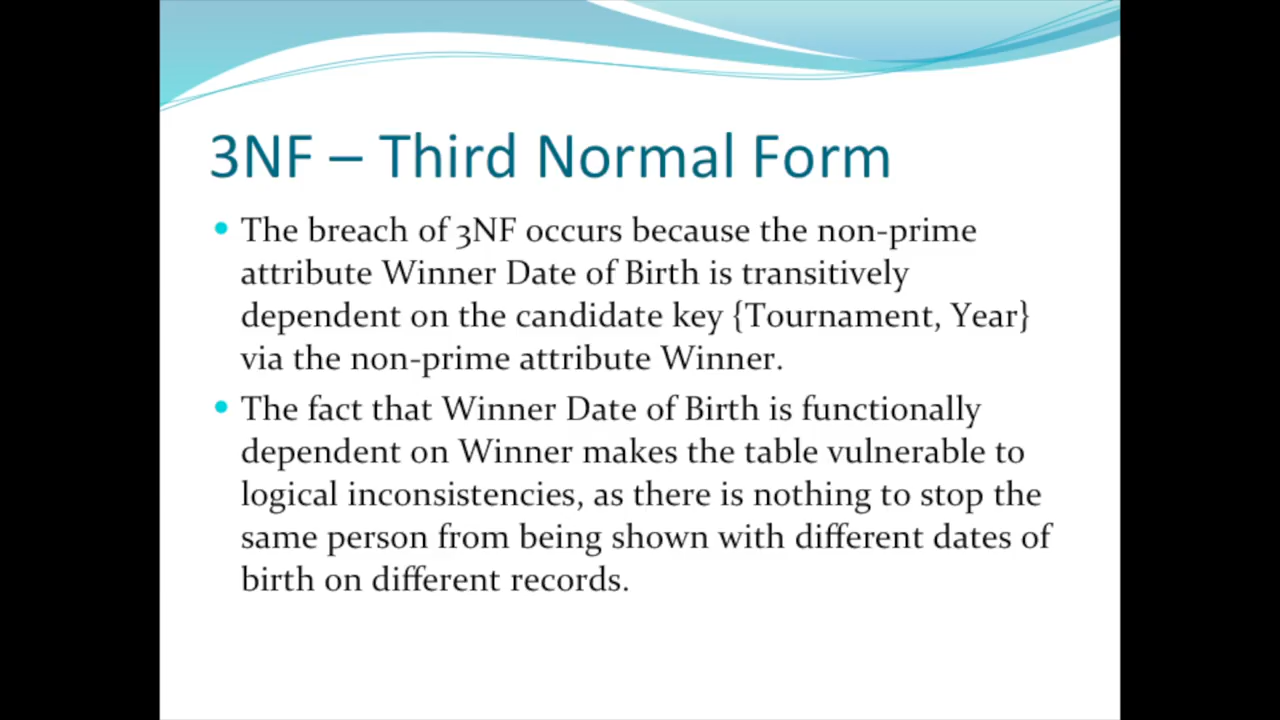 3NF – Third Normal Form
• The breach of 3NF occurs because the non-prime
attribute Winner Date of Birth is transitively
dependent on the candidate key {Tournament, Year}
via the non-prime attribute Winner.
• The fact that Winner Date of Birth is functionally
dependent on Winner makes the table vulnerable to
logical inconsistencies, as there is nothing to stop the
same person from being shown with different dates of
birth on different records.